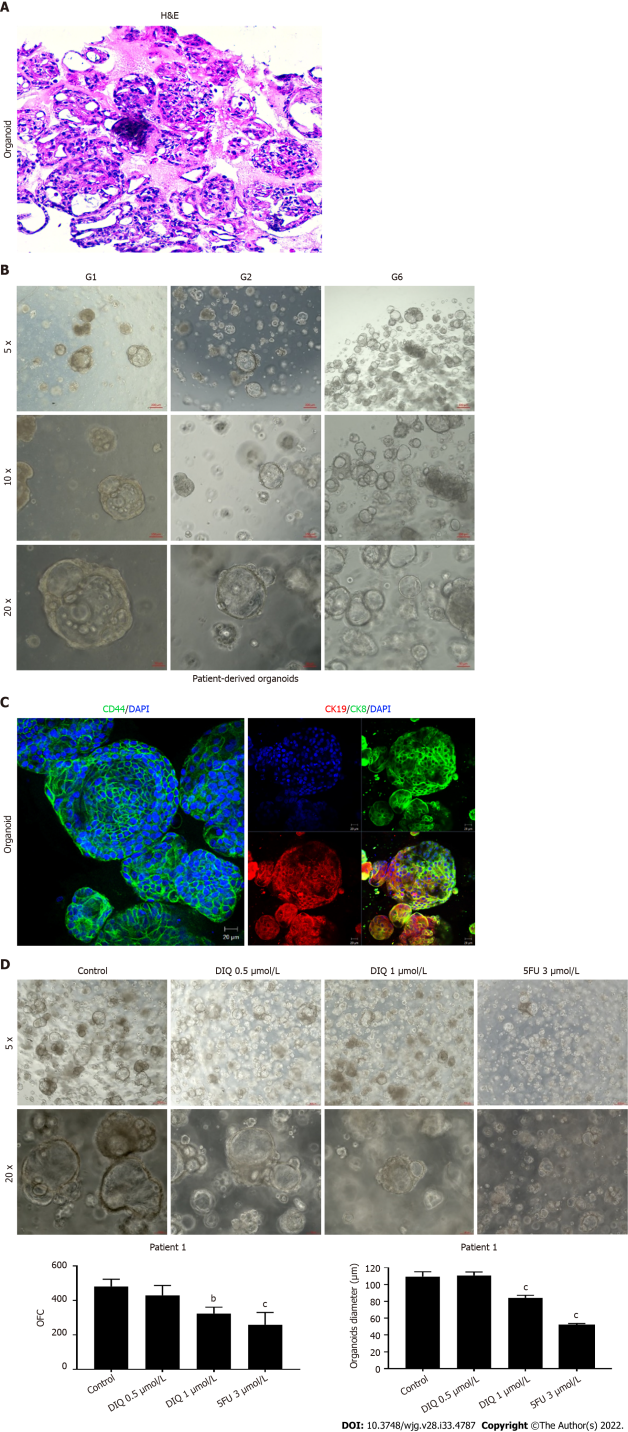 A
H&E
Organoid
B
G1 G2 G6
5 x
10 x
20 x
Patient-derived organoids
C
CD44/DAPI CK19/CK8/DAPI
Organoid
20 μm
D
Control DIQ 0.5 μmol/L DIQ 1 μmol/L 5FU 3 μmol/L
5 x
20 x
Patient 1
OFC
600
400
200
0
b
c
Control
DIQ 0.5 μmol/L
DIQ 1 μmol/L
5FU 3 μmol/L
Patient 1
Organoids diameter (μm)
120
100
80
60
40
20
0
c
c
Control
DIQ 0.5 μmol/L
DIQ 1 μmol/L
5FU 3 μmol/L
DOI: 10.3748/wjg.v28.i33.4787 Copyright ©The Author(s) 2022.